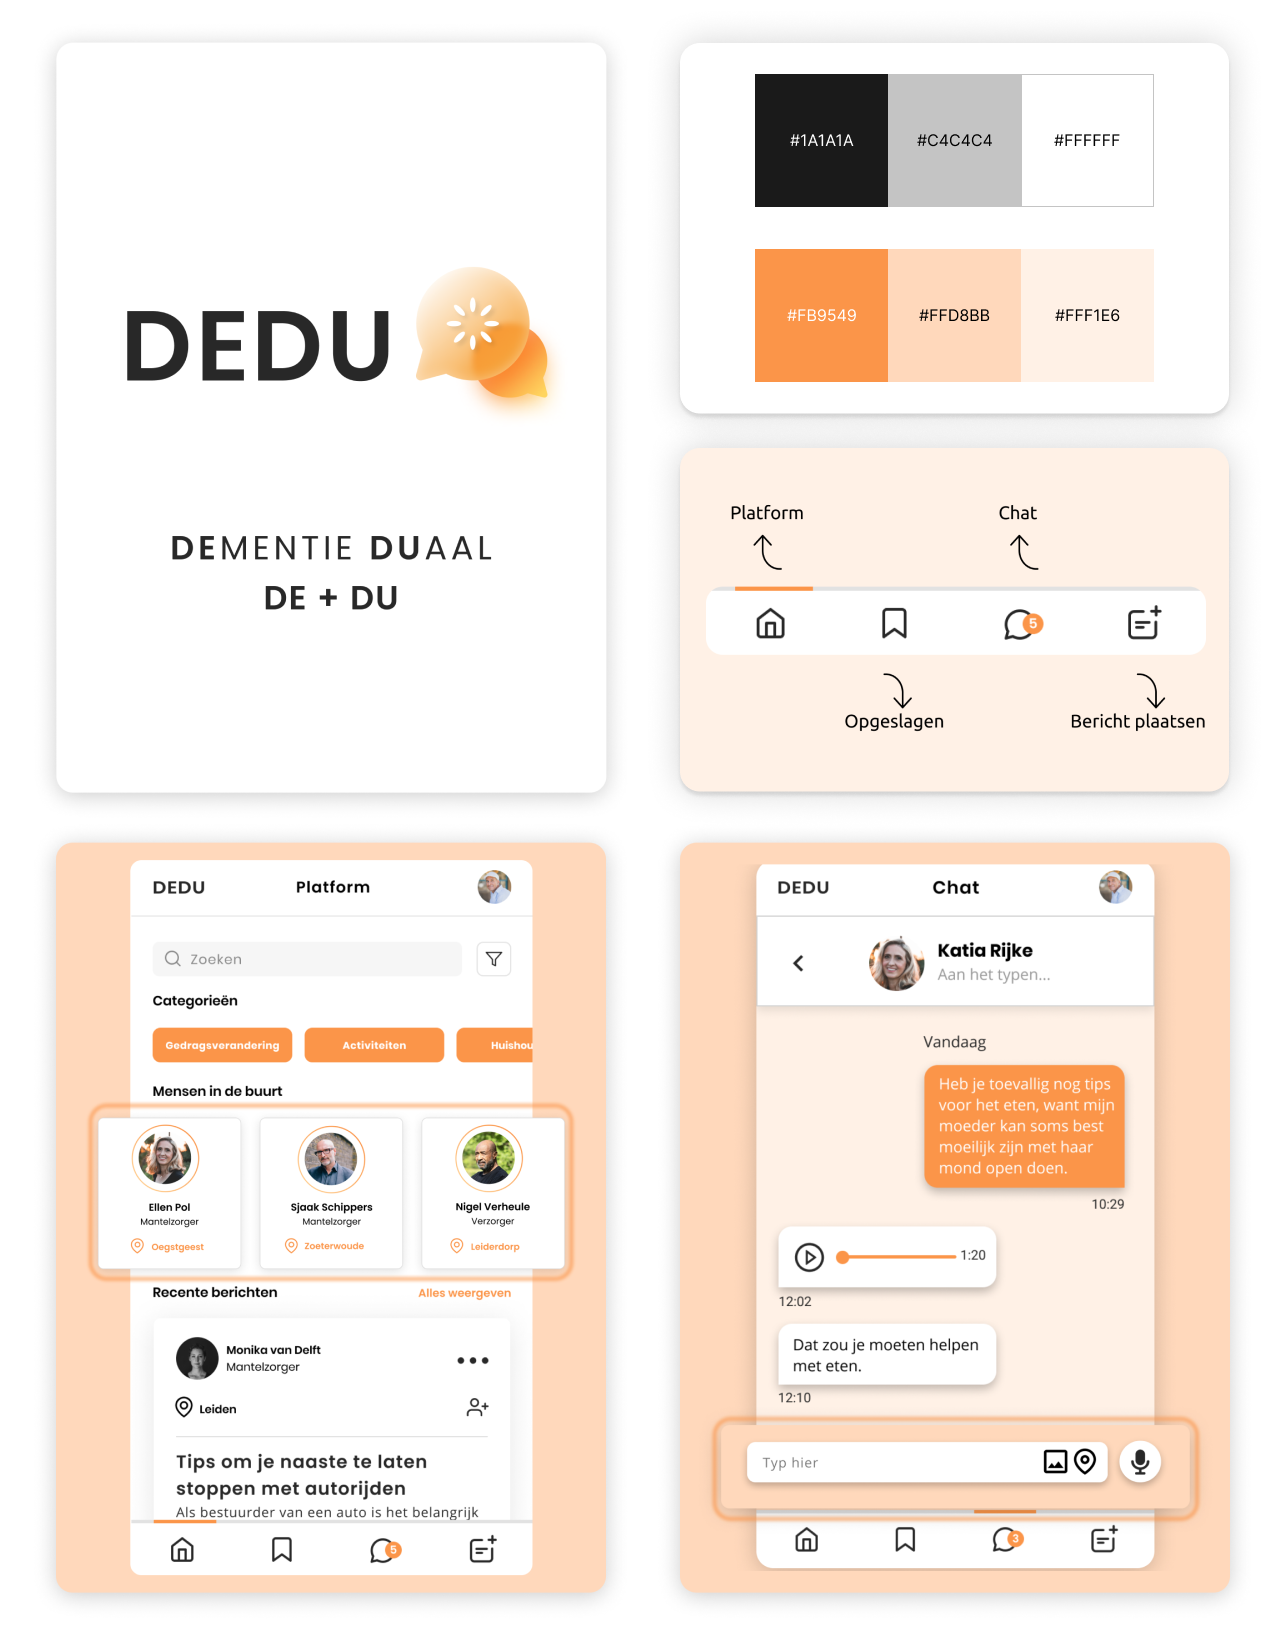 DEDU
DEMENTIE DUAAL
DE + DU
#1A1A1A
#C4C4C4
#FFFFFF
#FB9549
#FFD8BB
#FFF1E6
Platform
Chat
5
Opgeslagen
Bericht plaatsen
DEDU
Platform
Zoeken
Categorieën
Gedragsverandering
Activiteiten
Huishou
Mensen in de buurt
Ellen Pol
Mantelzorger
Oegstgeest
Sjaak Schippers
Mantelzorger
Zoeterwoude
Nigel Verheule
Verzorger
Leiderdorp
Recente berichten
Alles weergeven
Monika van Delft
Mantelzorger
Leiden
Tips om je naaste te laten
stoppen met autorijden
Als bestuurder van een auto is het belangrijk
5
DEDU
Chat
Katia Rijke
Aan het typen...
Vandaag
Heb je toevallig nog tips
voor het eten, want mijn
moeder kan soms best
moeilijk zijn met haar
mond open doen.
10:29
1:20
12:02
Dat zou je moeten helpen
met eten.
12:10
Typ hier
3